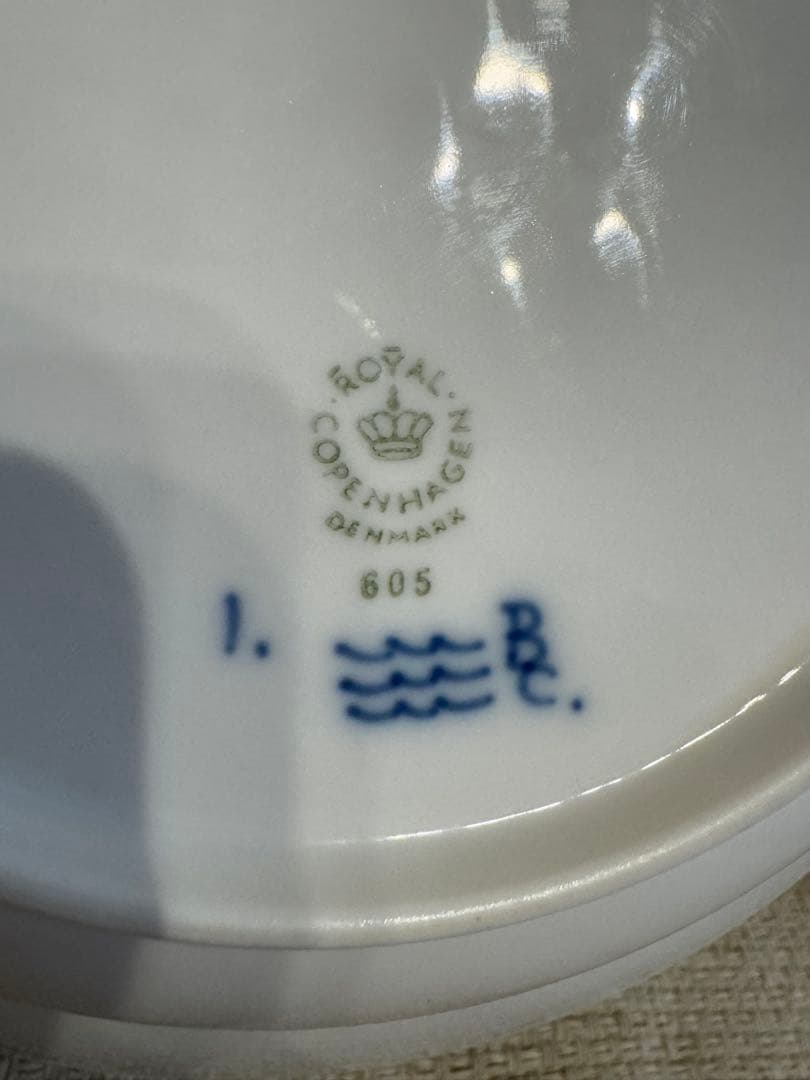 ROYAL
COPENHAGEN
DENMARK
605
1.
C.